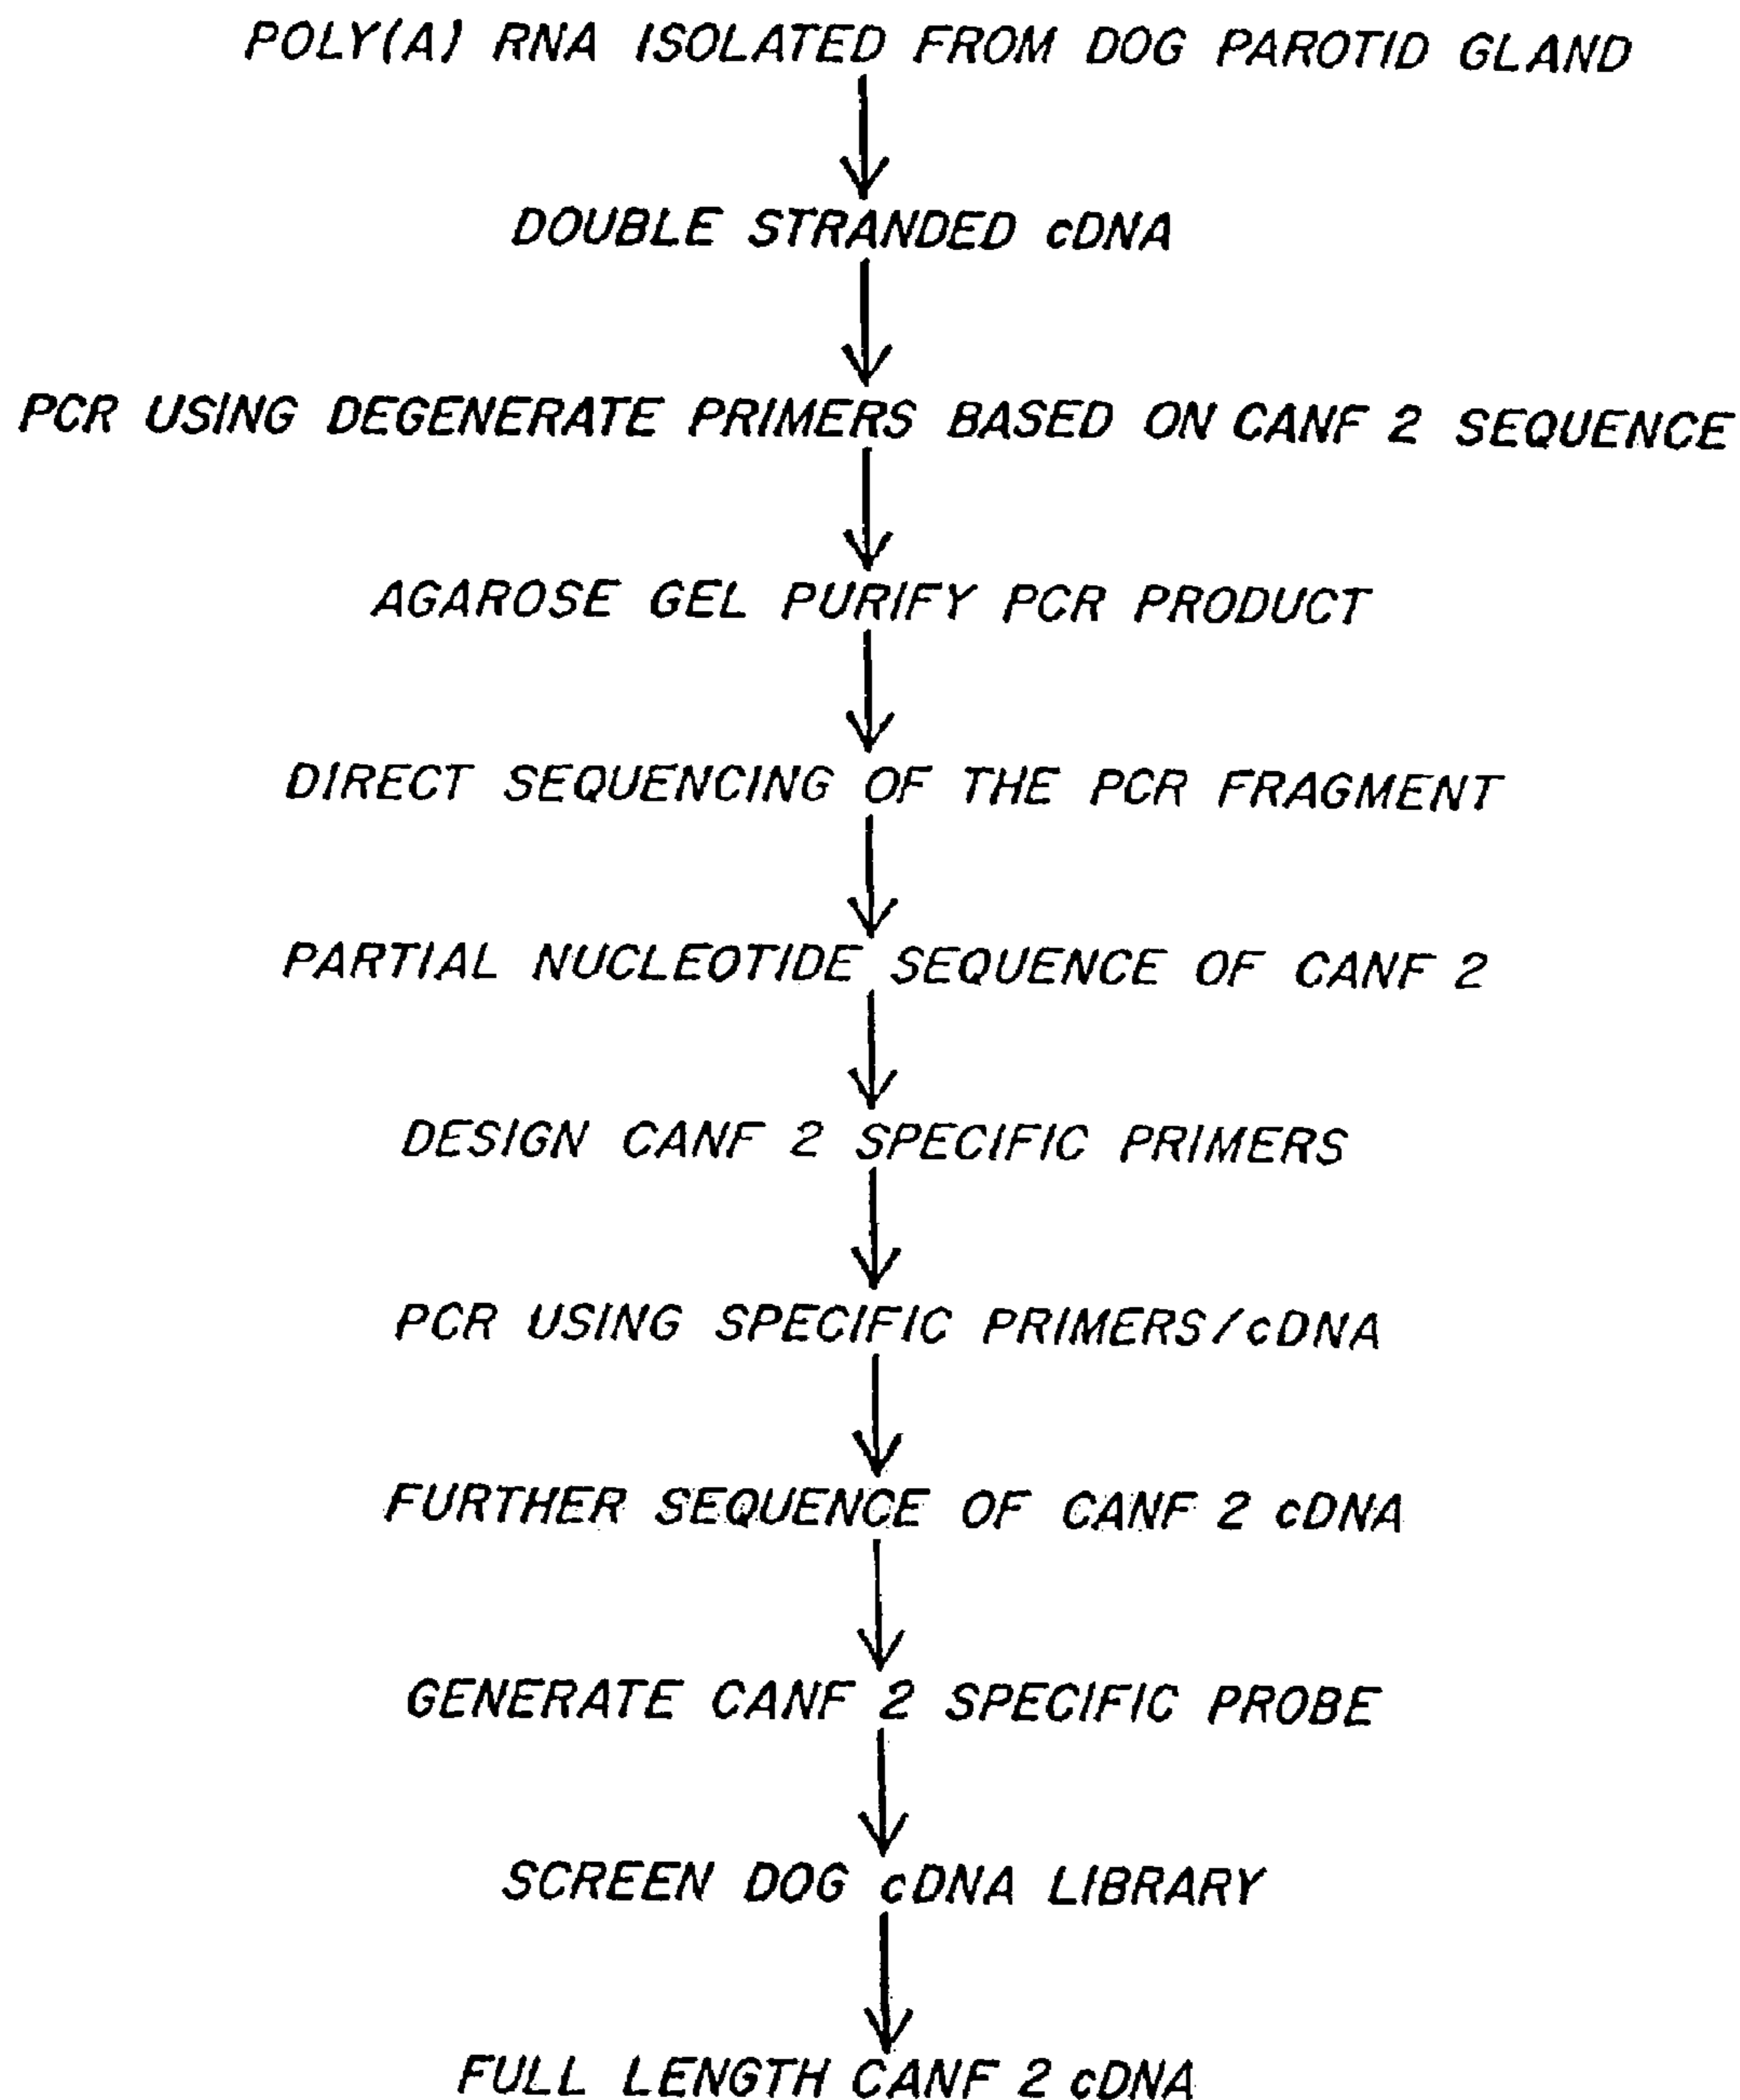 POLY(A) RNA ISOLATED FROM DOG PAROTID GLAND
DOUBLE STRANDED cDNA
PCR USING DEGENERATE PRIMERS BASED ON CANF 2 SEQUENCE
AGAROSE GEL PURIFY PCR PRODUCT
DIRECT SEQUENCING OF THE PCR FRAGMENT
PARTIAL NUCLEOTIDE SEQUENCE OF CANF 2
DESIGN CANF 2 SPECIFIC PRIMERS
PCR USING SPECIFIC PRIMERS/cDNA
FURTHER SEQUENCE OF CANF 2 cDNA
GENERATE CANF 2 SPECIFIC PROBE
SCREEN DOG cDNA LIBRARY
FULL LENGTH CANF 2 cDNA